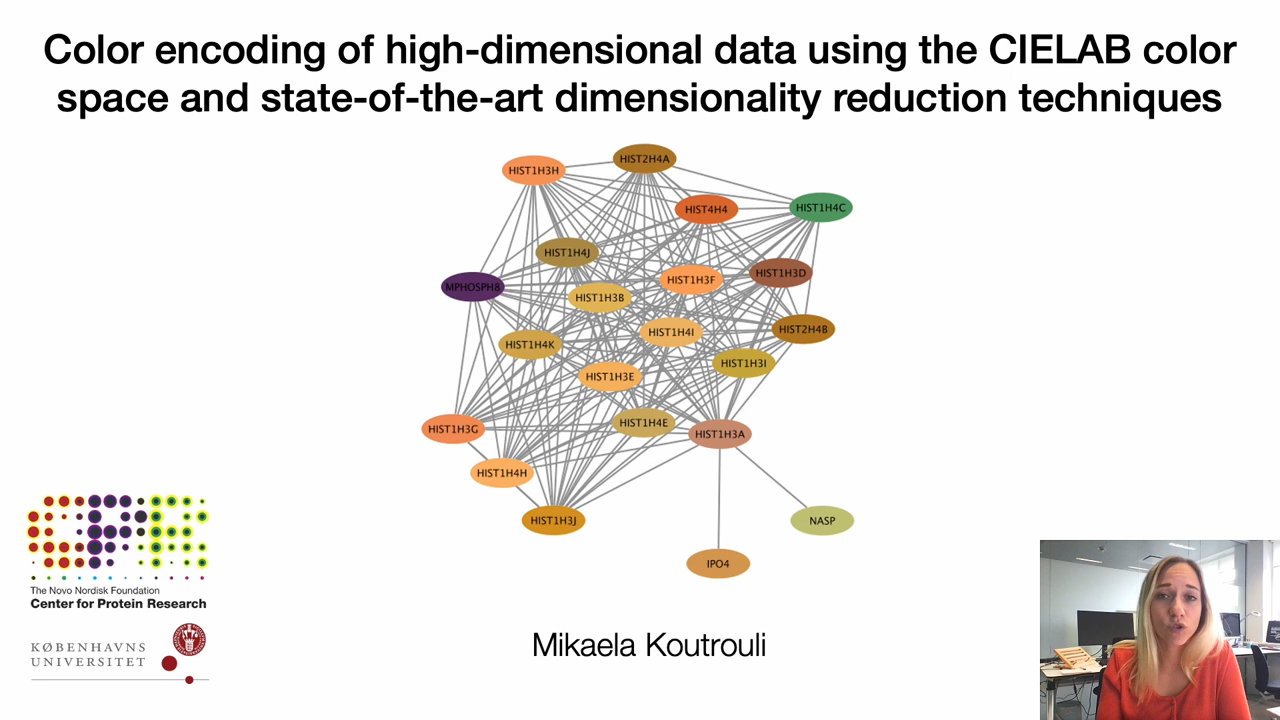 Color encoding of high-dimensional data using the CIELAB color
space and state-of-the-art dimensionality reduction techniques
HIST2H4A
HIST1H3H
HIST4H4
HIST1H4C
HIST1H4J
HIST1H3D
HIST1H3F
MPHOSPH8
HIST1H3B
HIST1H4I
HIST2H4B
HIST1H4K
HIST1H3I
HIST1H3E
HIST1H4E
HIST1H3G
HIST1H3A
HIST1H4H
HIST1H3J
NASP
IPO4
CPR
The Novo Nordisk Foundation
Center for Protein Research
KØBENHAVNS
UNIVERSITET
Mikaela Koutrouli